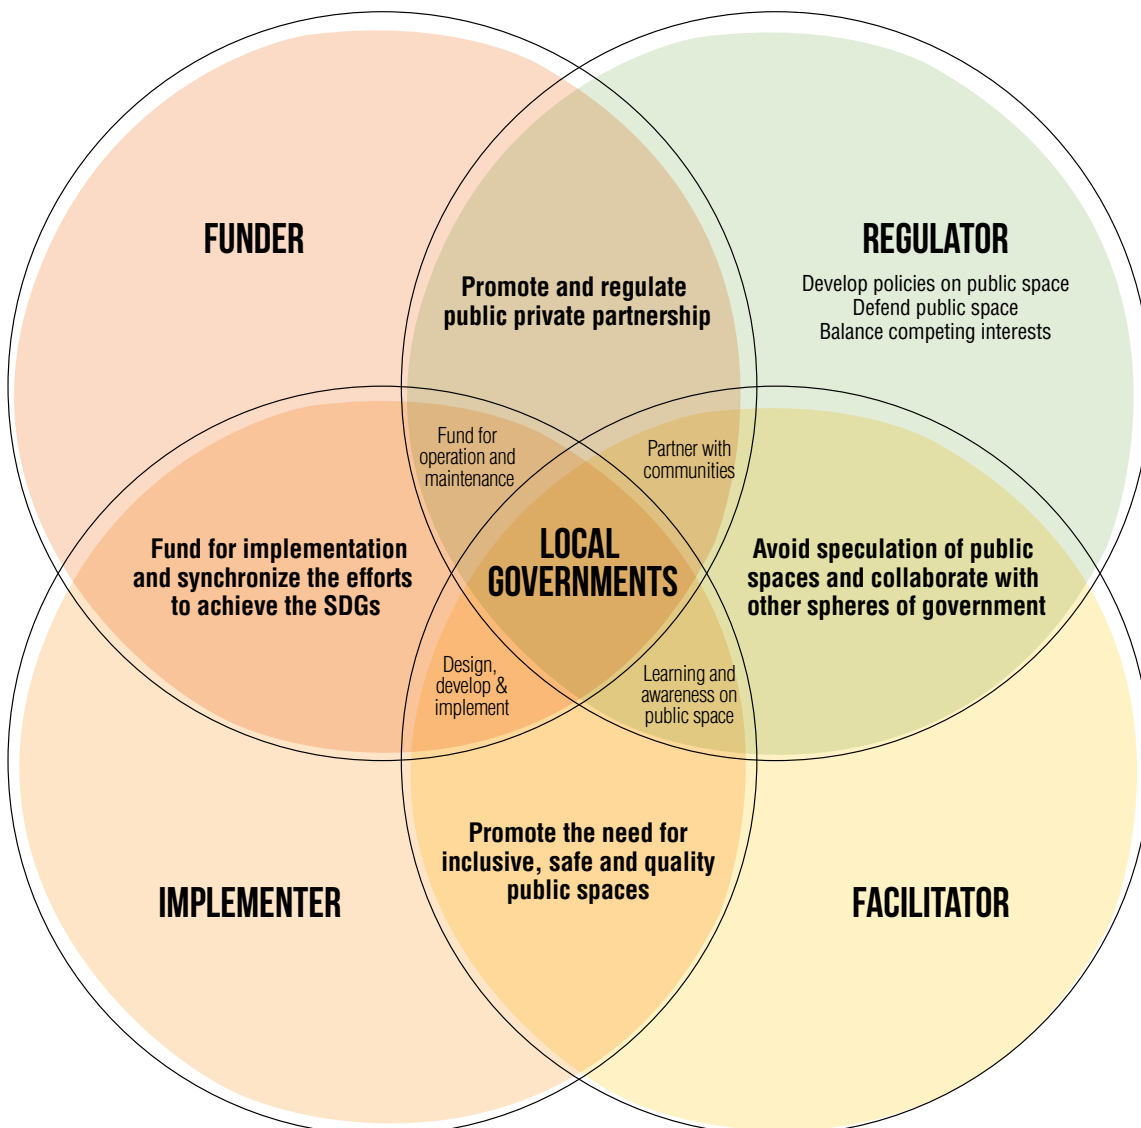 FUNDER
REGULATOR
Develop policies on public space
Defend public space
Balance competing interests
Promote and regulate
public private partnership
Fund for
operation and
maintenance
Partner with
communities
Fund for implementation
and synchronize the efforts
to achieve the SDGs
LOCAL
GOVERNMENTS
Avoid speculation of public
spaces and collaborate with
other spheres of government
Design,
develop &
implement
Learning and
awareness on
public space
Promote the need for
inclusive, safe and quality
public spaces
IMPLEMENTER
FACILITATOR